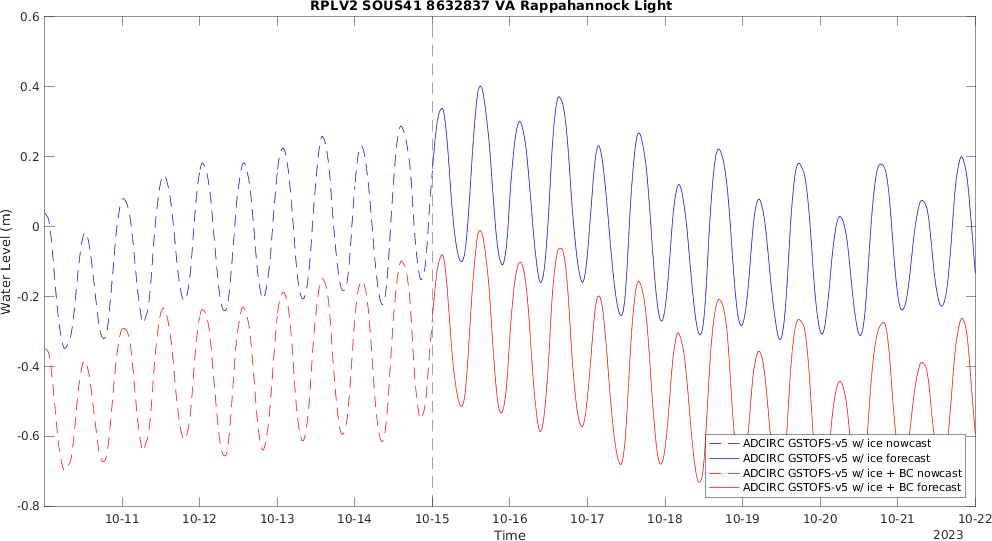 RPLV2 SOUS41 8632837 VA Rappahannock Light
0.6
0.4
0.2
0
-0.2
-0.4
-0.6
-0.8
Water Level (m)
ADCIRC GSTOFS-v5 w/ ice nowcast
ADCIRC GSTOFS-v5 w/ ice forecast
ADCIRC GSTOFS-v5 w/ ice + BC nowcast
ADCIRC GSTOFS-v5 w/ ice + BC forecast
10-11 10-12 10-13 10-14 10-15 10-16 10-17 10-18 10-19 10-20 10-21 10-22
Time
2023